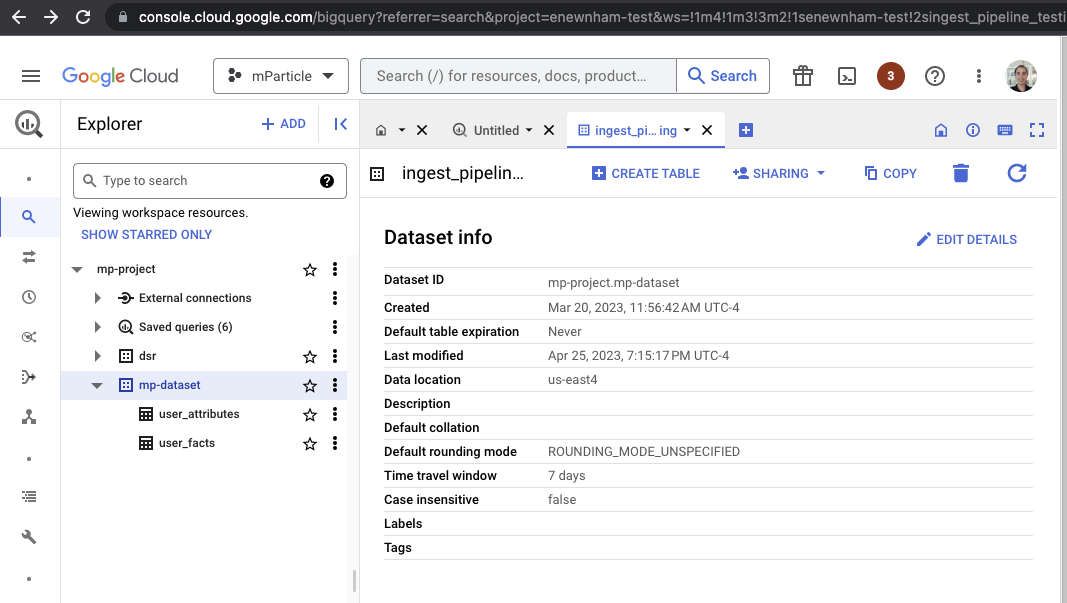 console.cloud.google.com/bigquery?referrer=search&project=enewnham-test&ws=!1m4!1m3!3m2!1senewnham-test!2singest_pipeline_testi
Google Cloud
mParticle
Search (/) for resources, docs, product...
Search
3
Explorer
+ ADD
Untitled
ingest_pi... ing
Type to search
ingest_pipelin...
CREATE TABLE
SHARING
COPY
Viewing workspace resources.
SHOW STARRED ONLY
Dataset info
EDIT DETAILS
mp-project
External connections
Saved queries (6)
dsr
mp-dataset
user_attributes
user_facts
Dataset ID mp-project.mp-dataset
Created Mar 20, 2023, 11:56:42 AM UTC-4
Default table expiration Never
Last modified Apr 25, 2023, 7:15:17 PM UTC-4
Data location us-east4
Description
Default collation
Default rounding mode ROUNDING_MODE_UNSPECIFIED
Time travel window 7 days
Case insensitive false
Labels
Tags